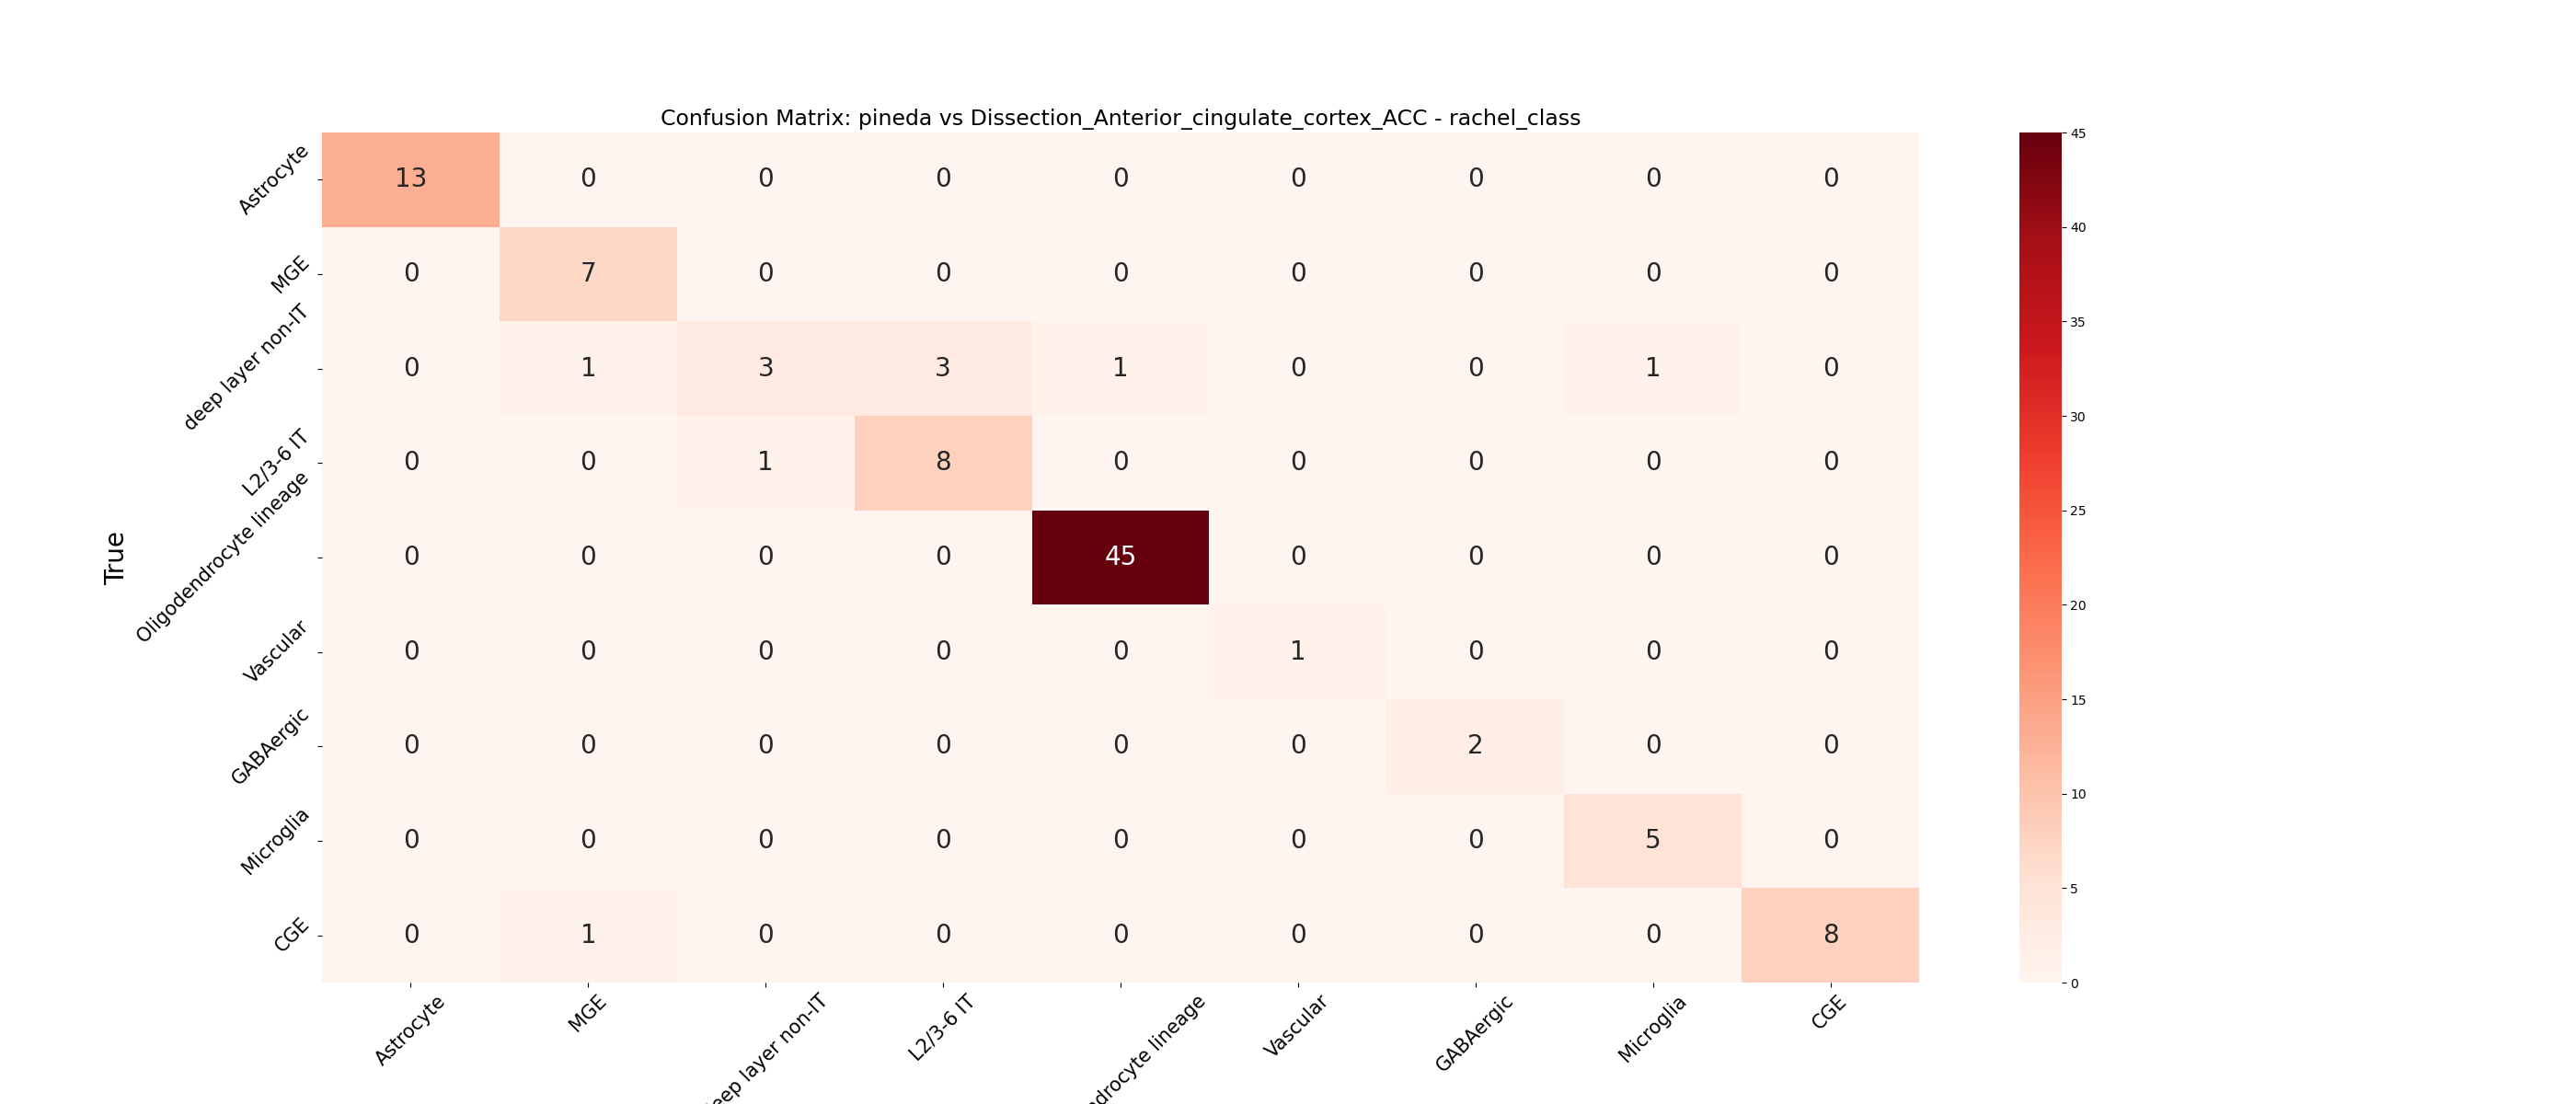 Confusion Matrix: pineda vs Dissection_Anterior_cingulate_cortex_ACC - rachel_class
True
Astrocyte 13 0 0 0 0 0 0 0 0
MGE 0 7 0 0 0 0 0 0 0
deep layer non-IT 0 1 3 3 1 0 0 1 0
L2/3-6 IT 0 0 1 8 0 0 0 0 0
Oligodendrocyte lineage 0 0 0 0 45 0 0 0 0
Vascular 0 0 0 0 0 1 0 0 0
GABAergic 0 0 0 0 0 0 2 0 0
Microglia 0 0 0 0 0 0 0 5 0
CGE 0 1 0 0 0 0 0 0 8
Astrocyte MGE layer non-IT L2/3-6 IT lineage Vascular GABAergic Microglia CGE
45
40
35
30
25
20
15
10
5
0